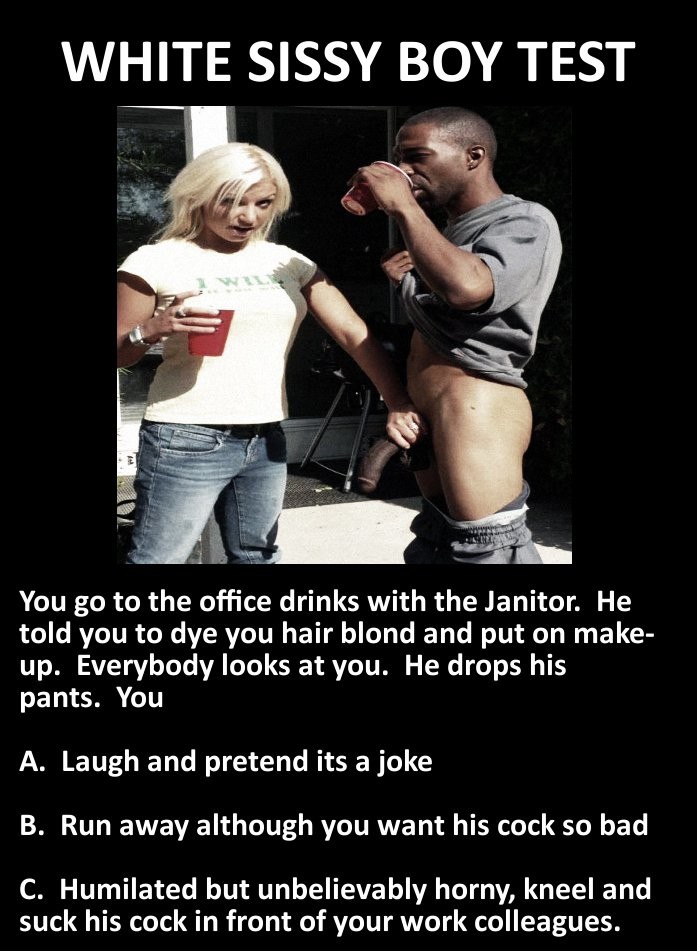 WHITE SISSY BOY TEST
I WILL
You go to the office drinks with the Janitor.  He
told you to dye you hair blond and put on make-
up.  Everybody looks at you.  He drops his
pants.  You
A.  Laugh and pretend its a joke
B.  Run away although you want his cock so bad
C.  Humilated but unbelievably horny, kneel and
suck his cock in front of your work colleagues.